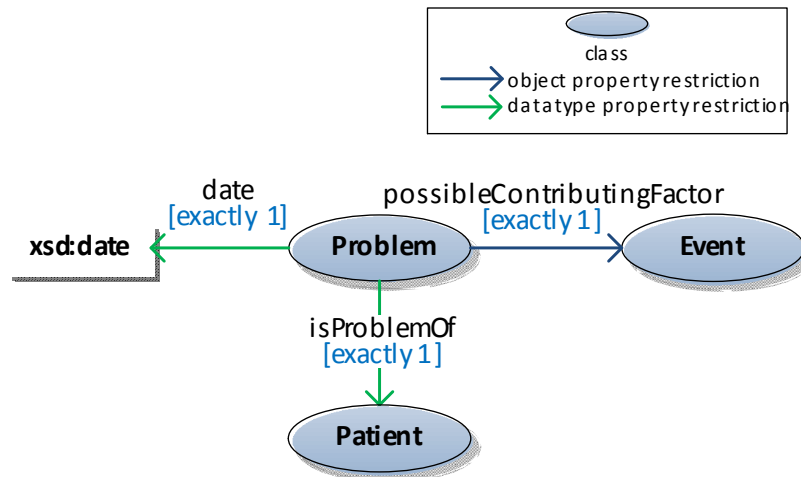 class
object property restriction
datatype property restriction
date
[exactly 1]
possibleContributingFactor
[exactly 1]
xsd:date
Problem
Event
isProblemOf
[exactly 1]
Patient